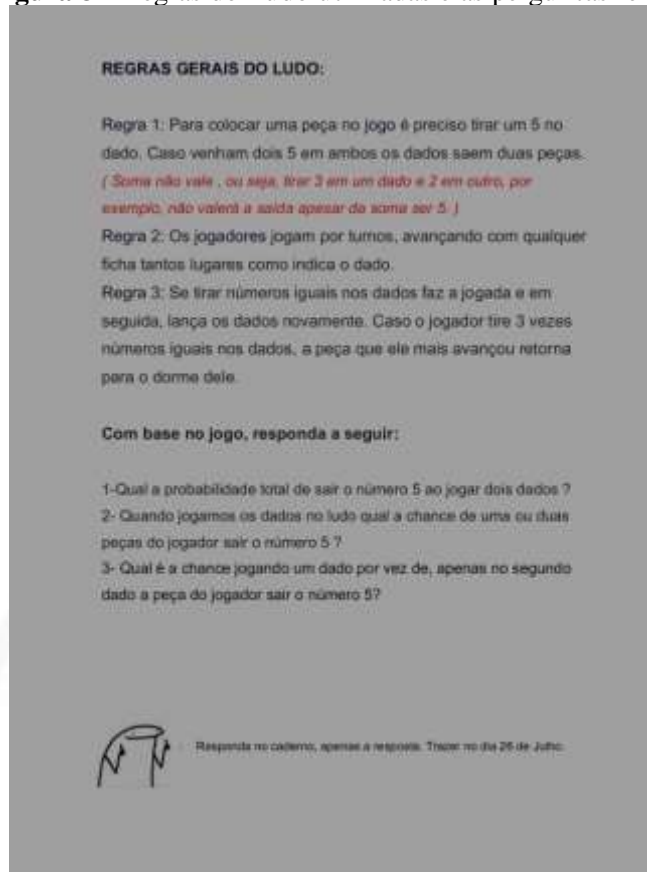 REGRAS GERAIS DO LUDO:
Regra 1: Para colocar uma peça no jogo é preciso tirar um 5 no
dado. Caso venham dois 5 em ambos os dados saem duas peças.
( Soma não vale , ou seja, tirar 3 em um dado e 2 em outro, por
exemplo, não valerá a saída apesar da soma ser 5 )
Regra 2: Os jogadores jogam por turnos, avançando com qualquer
ficha tantos lugares como indica o dado.
Regra 3: Se tirar números iguais nos dados faz a jogada e em
seguida, lança os dados novamente. Caso o jogador tire 3 vezes
números iguais nos dados, a peça que ele mais avançou retorna
para o dorme dele.
Com base no jogo, responda a seguir:
1-Qual a probabilidade total de sair o número 5 ao jogar dois dados ?
2- Quando jogamos os dados no ludo qual a chance de uma ou duas
peças do jogador sair o número 5 ?
3- Qual é a chance jogando um dado por vez de, apenas no segundo
dado a peça do jogador sair o número 5?
Responda no caderno, apenas a resposta. Trazer no dia 26 de Julho.